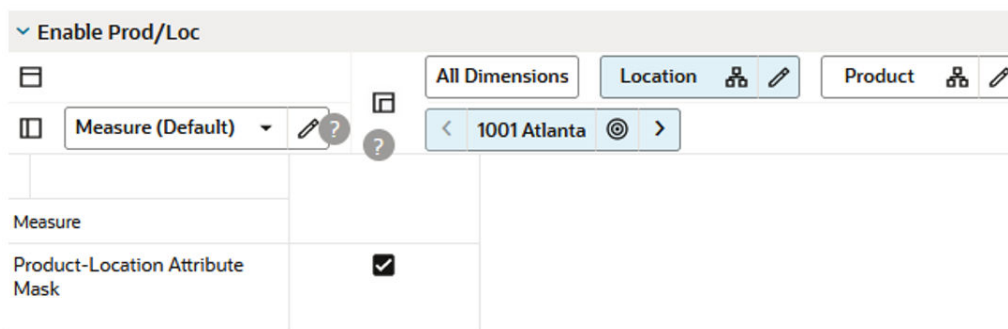 Enable Prod/Loc
All Dimensions
Location
Product
Measure (Default)
?
?
1001 Atlanta
Measure
Product-Location Attribute
Mask